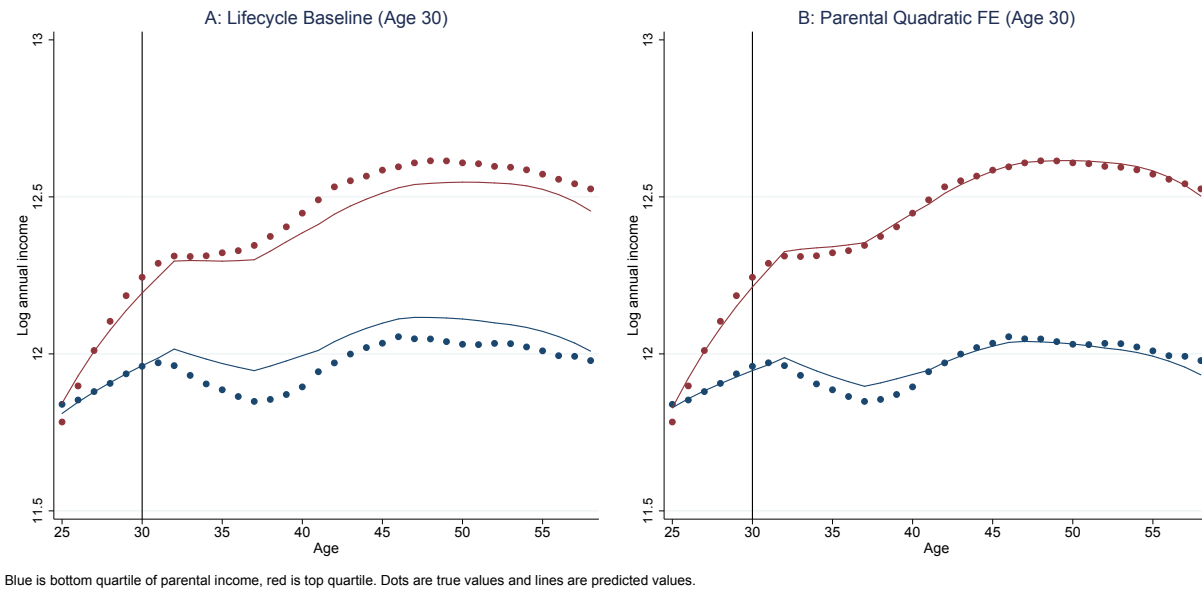 A: Lifecycle Baseline (Age 30)
13
12.5
12
11.5
Log annual income
25 30 35 40 45 50 55
Age
B: Parental Quadratic FE (Age 30)
13
12.5
12
11.5
Log annual income
25 30 35 40 45 50 55
Age
Blue is bottom quartile of parental income, red is top quartile. Dots are true values and lines are predicted values.